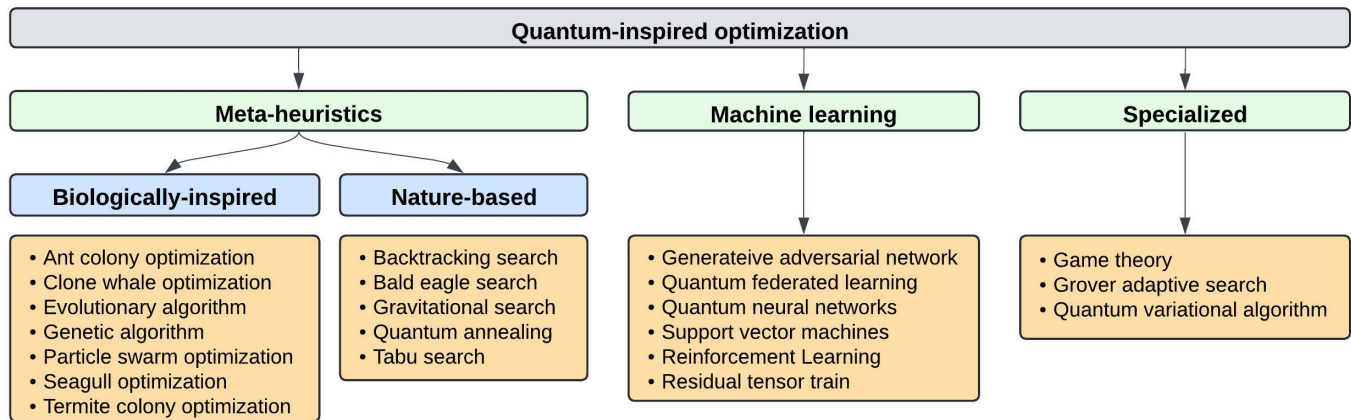 Quantum-inspired optimization
Meta-heuristics
Machine learning
Specialized
Biologically-inspired
Nature-based
• Ant colony optimization
• Clone whale optimization
• Evolutionary algorithm
• Genetic algorithm
• Particle swarm optimization
• Seagull optimization
• Termite colony optimization
• Backtracking search
• Bald eagle search
• Gravitational search
• Quantum annealing
• Tabu search
• Generateive adversarial network
• Quantum federated learning
• Quantum neural networks
• Support vector machines
• Reinforcement Learning
• Residual tensor train
• Game theory
• Grover adaptive search
• Quantum variational algorithm